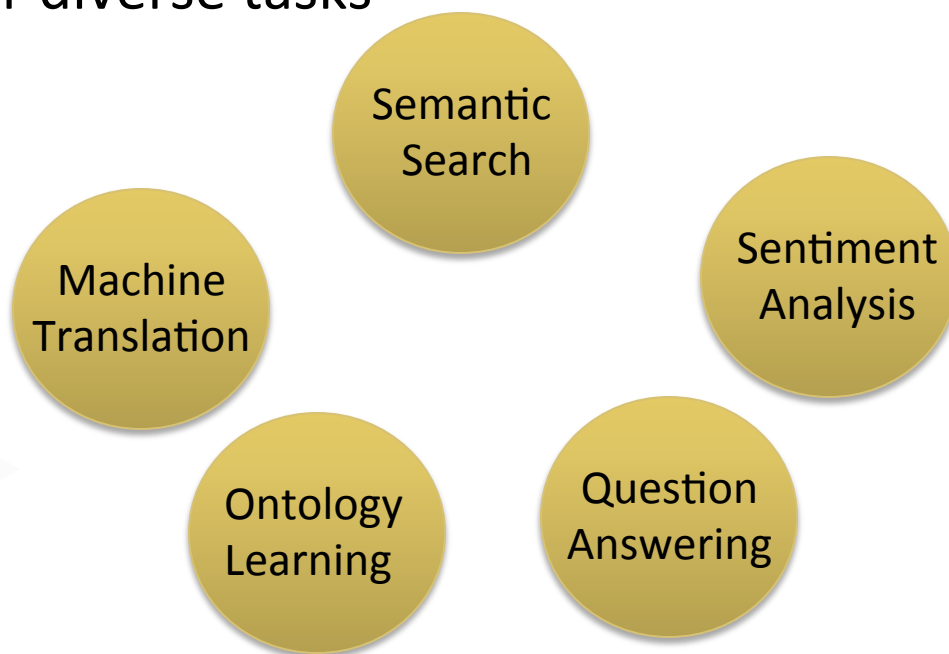 diverse tasks
Semantic
Search
Sentiment
Analysis
Machine
Translation
Question
Answering
Ontology
Learning